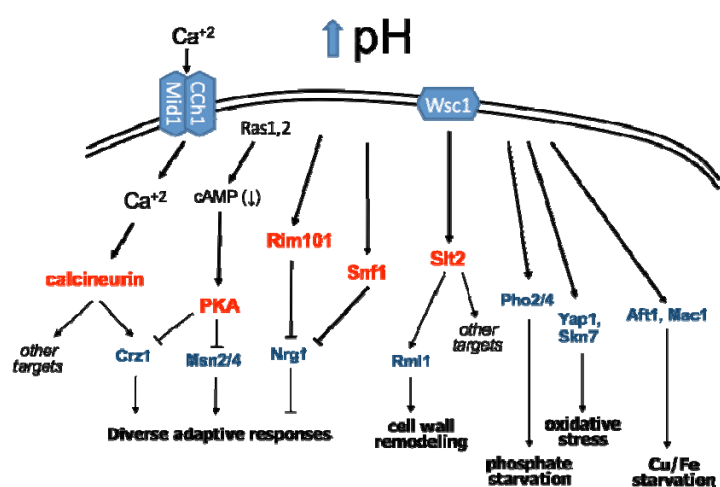 Ca+2
pH
CCh1
Mid1
Wsc1
Ras1,2
Ca+2
cAMP (↓)
Rim101
calcineurin
PKA
Snf1
Slt2
Pho2/4
Yap1,
Skn7
Aft1, Mac1
other
targets
Crz1
Msn2/4
Nrg1
Rml1
other
targets
Diverse adaptive responses
cell wall
remodeling
oxidative
stress
phosphate
starvation
Cu/Fe
starvation